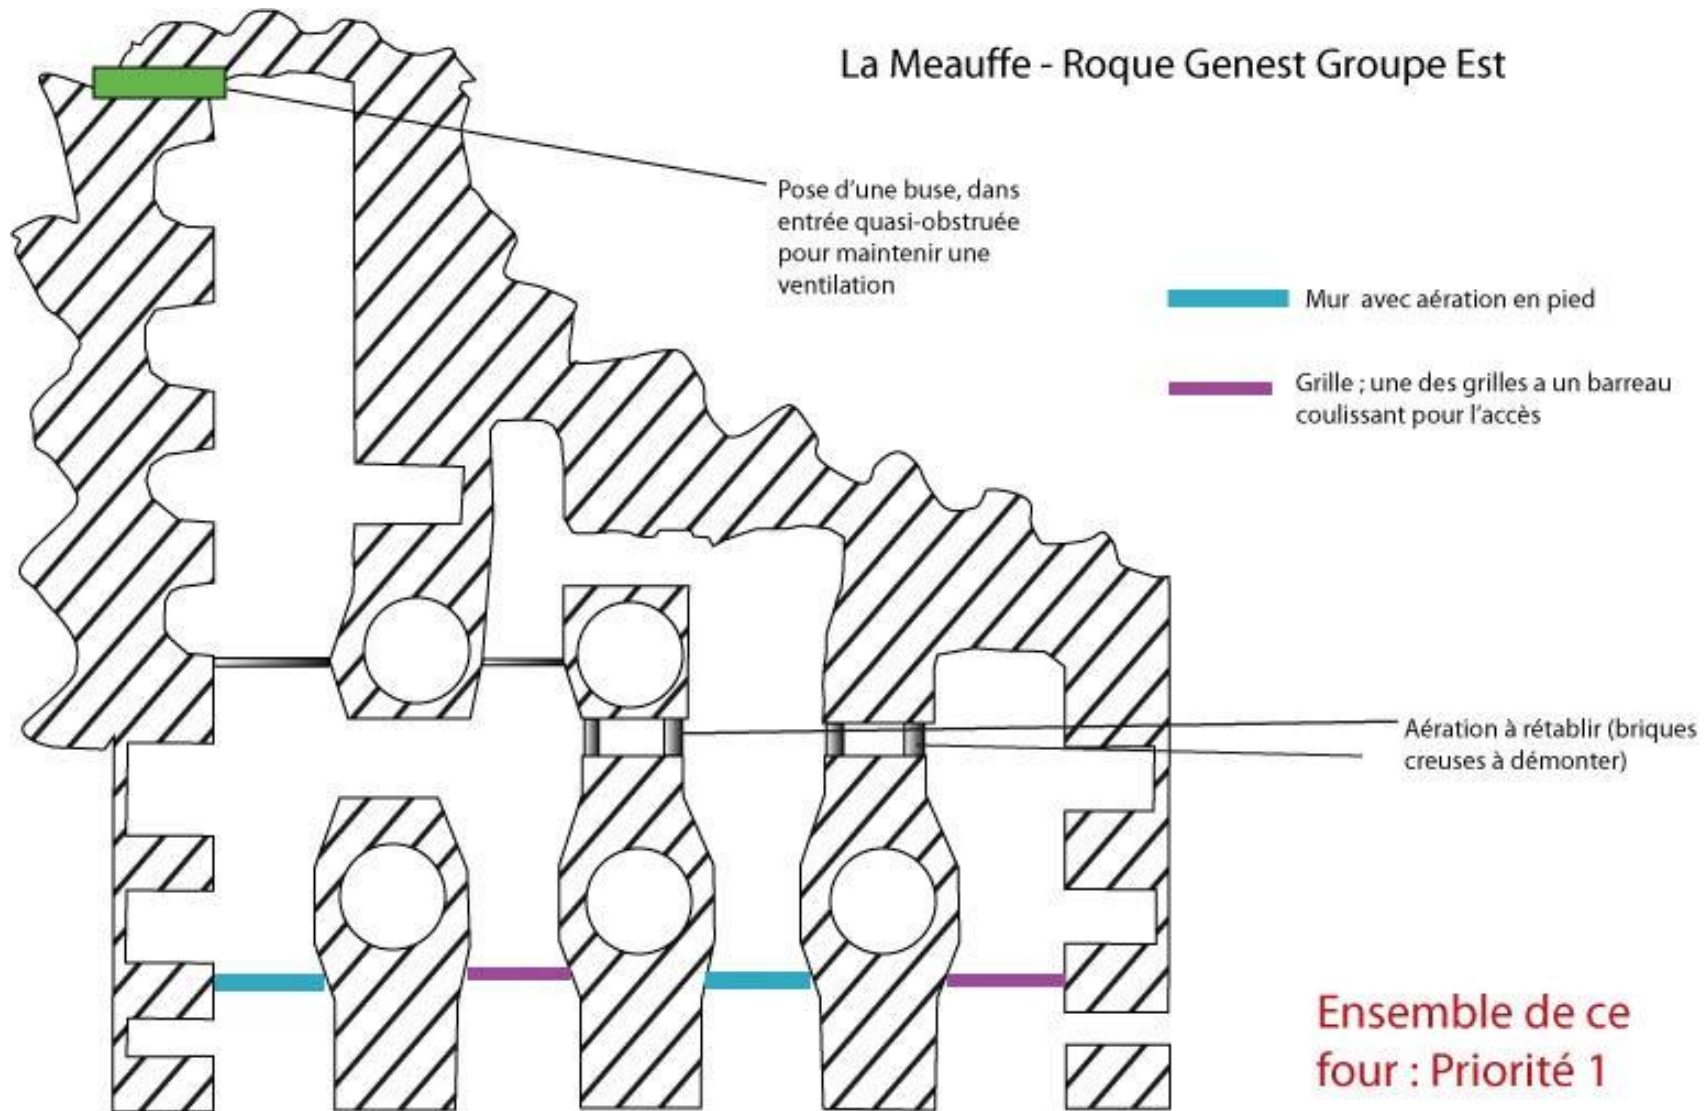 La Meauffe - Roque Genest Groupe Est
Pose d'une buse, dans
entrée quasi-obstruée
pour maintenir une
ventilation
Mur avec aération en pied
Grille ; une des grilles a un barreau
coulissant pour l'accès
Aération à rétablir (briques
creuses à démonter)
Ensemble de ce
four : Priorité 1